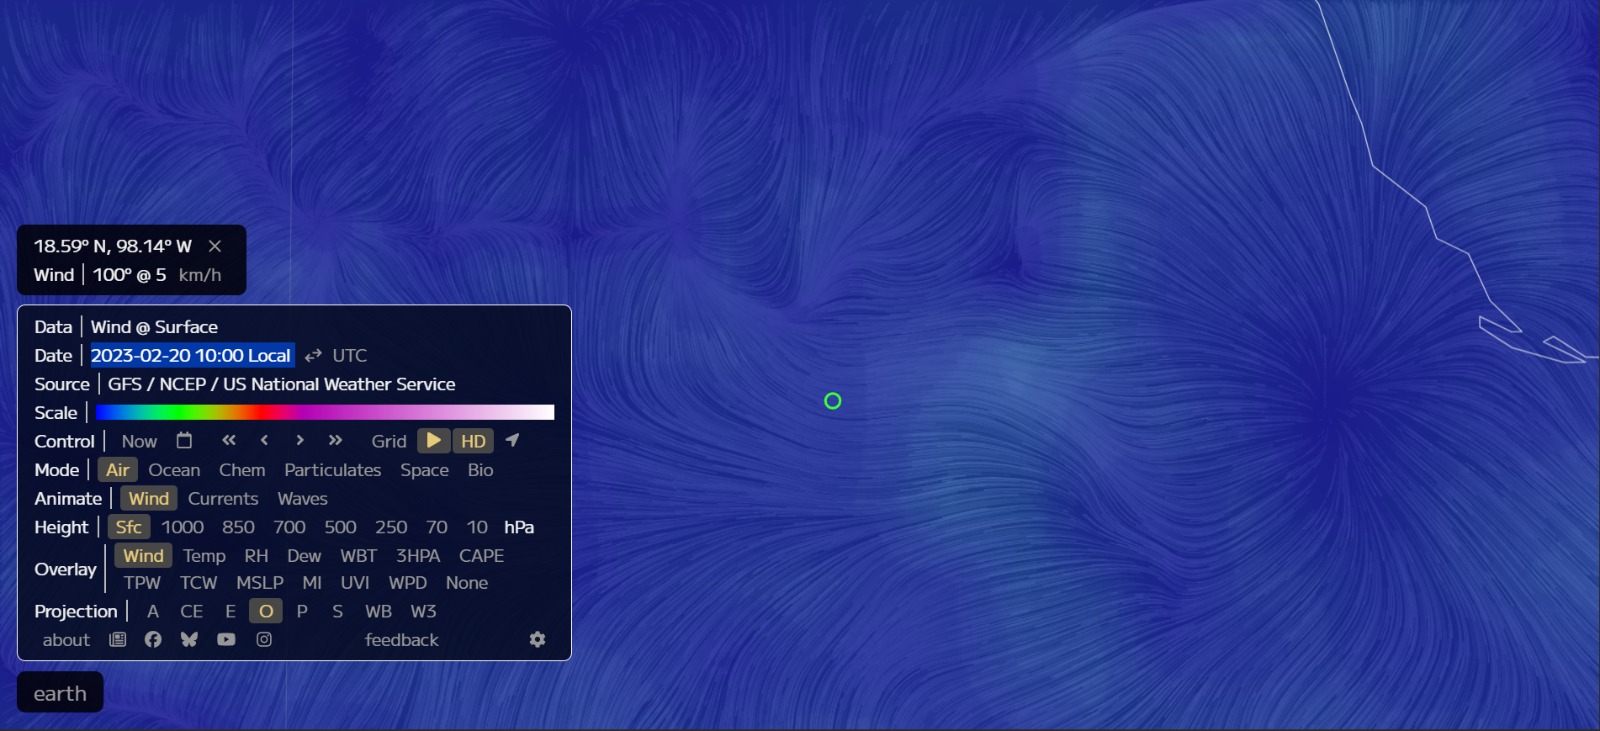 18.59° N, 98.14° W ×
Wind | 100° @ 5 km/h
Data | Wind @ Surface
Date | 2023-02-20 10:00 Local ⇄ UTC
Source | GFS / NCEP / US National Weather Service
Scale |
Control | Now « ‹ › » Grid HD
Mode | Air Ocean Chem Particulates Space Bio
Animate | Wind Currents Waves
Height | Sfc 1000 850 700 500 250 70 10 hPa
Overlay | Wind Temp RH Dew WBT 3HPA CAPE
TPW TCW MSLP MI UVI WPD None
Projection | A CE E O P S WB W3
about feedback
earth